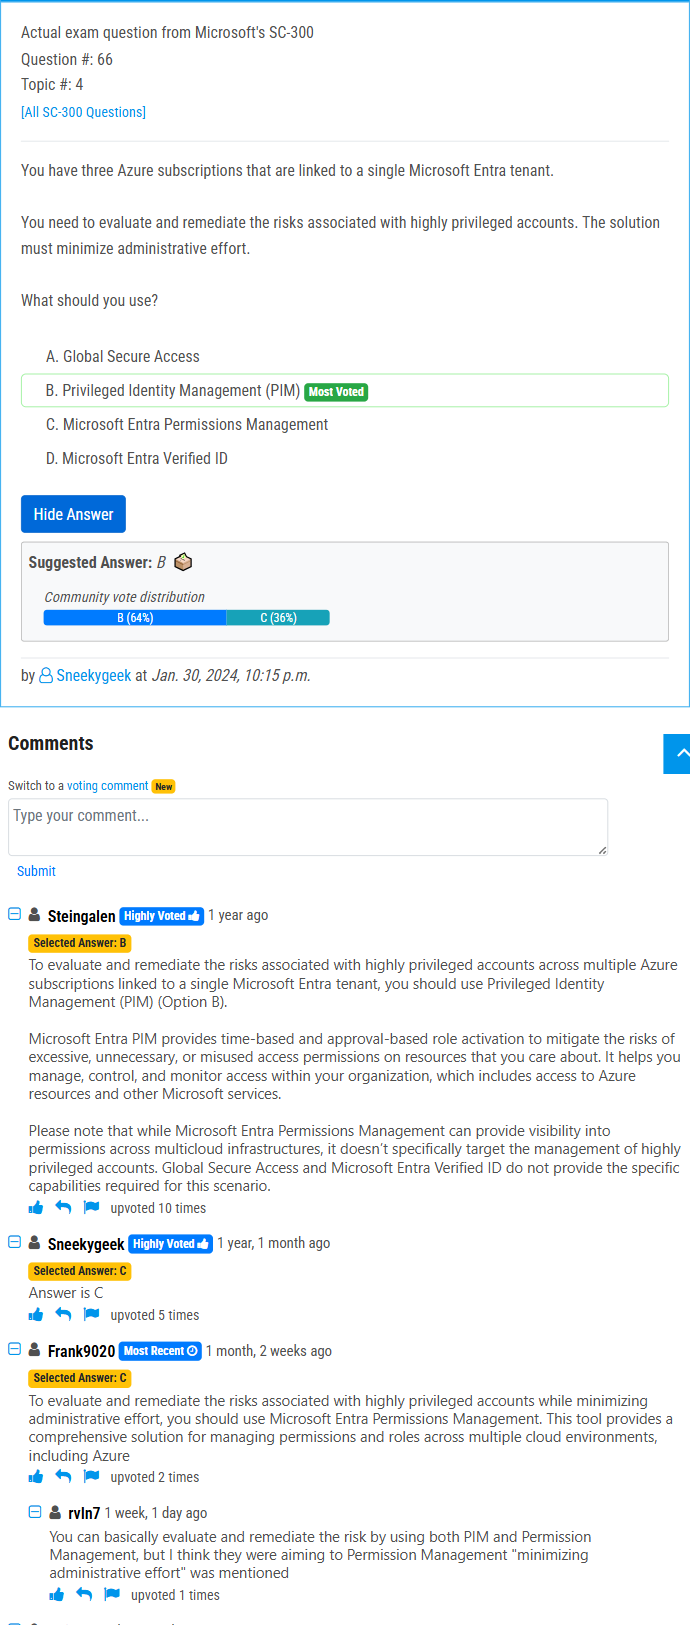 Actual exam question from Microsoft's SC-300
Question #: 66
Topic #: 4
[All SC-300 Questions]
You have three Azure subscriptions that are linked to a single Microsoft Entra tenant.
You need to evaluate and remediate the risks associated with highly privileged accounts. The solution
must minimize administrative effort.
What should you use?
A. Global Secure Access
B. Privileged Identity Management (PIM) Most Voted
C. Microsoft Entra Permissions Management
D. Microsoft Entra Verified ID
Hide Answer
Suggested Answer: B
Community vote distribution
B (64%) C (36%)
by Sneekygeek at Jan. 30, 2024, 10:15 p.m.
Comments
Switch to a voting comment New
Type your comment...
Submit
Steingalen Highly Voted 1 year ago
Selected Answer: B
To evaluate and remediate the risks associated with highly privileged accounts across multiple Azure
subscriptions linked to a single Microsoft Entra tenant, you should use Privileged Identity
Management (PIM) (Option B).
Microsoft Entra PIM provides time-based and approval-based role activation to mitigate the risks of
excessive, unnecessary, or misused access permissions on resources that you care about. It helps you
manage, control, and monitor access within your organization, which includes access to Azure
resources and other Microsoft services.
Please note that while Microsoft Entra Permissions Management can provide visibility into
permissions across multicloud infrastructures, it doesn't specifically target the management of highly
privileged accounts. Global Secure Access and Microsoft Entra Verified ID do not provide the specific
capabilities required for this scenario.
upvoted 10 times
Sneekygeek Highly Voted 1 year, 1 month ago
Selected Answer: C
Answer is C
upvoted 5 times
Frank9020 Most Recent 1 month, 2 weeks ago
Selected Answer: C
To evaluate and remediate the risks associated with highly privileged accounts while minimizing
administrative effort, you should use Microsoft Entra Permissions Management. This tool provides a
comprehensive solution for managing permissions and roles across multiple cloud environments,
including Azure
upvoted 2 times
rvln7 1 week, 1 day ago
You can basically evaluate and remediate the risk by using both PIM and Permission
Management, but I think they were aiming to Permission Management "minimizing
administrative effort" was mentioned
upvoted 1 times